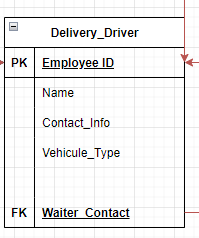 Delivery_Driver
PK Employee ID
Name
Contact_Info
Vehicule_Type
FK Waiter_Contact